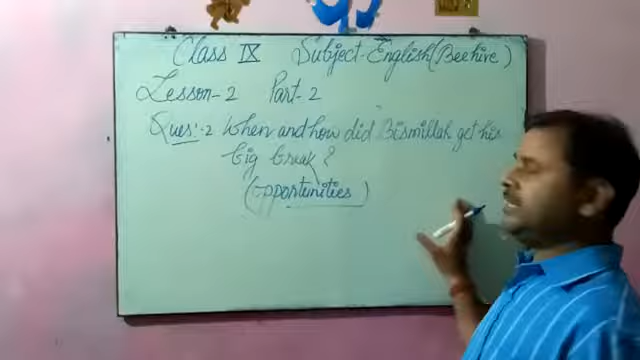 Class IX Subject-English (Beehive)
Lesson-2 Part-2
Ques:-2 When and how did Bismillah get his
big break?
(opportunities)